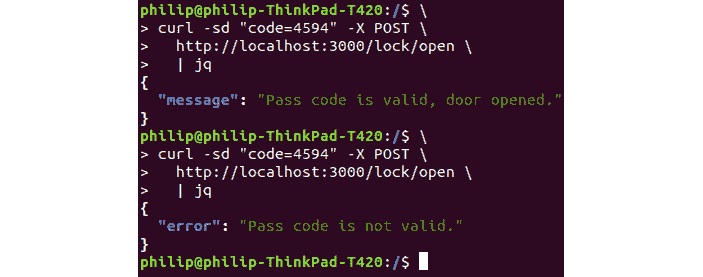 philip@philip-ThinkPad-T420:/$ \
> curl -sd "code=4594" -X POST \
>   http://localhost:3000/lock/open \
>   | jq
{
  "message": "Pass code is valid, door opened."
}
philip@philip-ThinkPad-T420:/$ \
> curl -sd "code=4594" -X POST \
>   http://localhost:3000/lock/open \
>   | jq
{
  "error": "Pass code is not valid."
}
philip@philip-ThinkPad-T420:/$